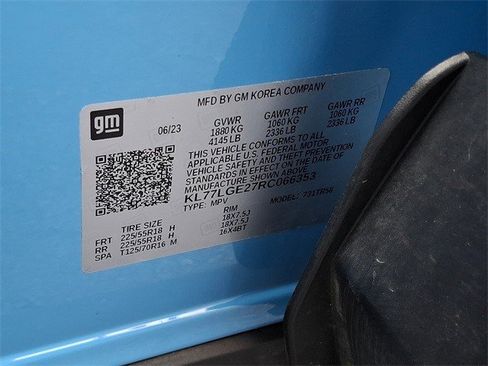 MFD BY GM KOREA COMPANY
gm
06/23
GVWR GAWR FRT GAWR RR
1880 KG 1060 KG 1060 KG
4145 LB 2336 LB 2336 LB
THIS VEHICLE CONFORMS TO ALL
APPLICABLE U.S. FEDERAL MOTOR
VEHICLE SAFETY AND THEFT PREVENTION
STANDARDS IN EFFECT ON THE DATE OF
MANUFACTURE SHOWN ABOVE.
KL77LGE27RC066353
TYPE: MPV MODEL: 731TR58
TIRE SIZE RIM
FRT 225/55R18 H 18X7.5J
RR 225/55R18 H 18X7.5J
SPA T125/70R16 M 16X4BT